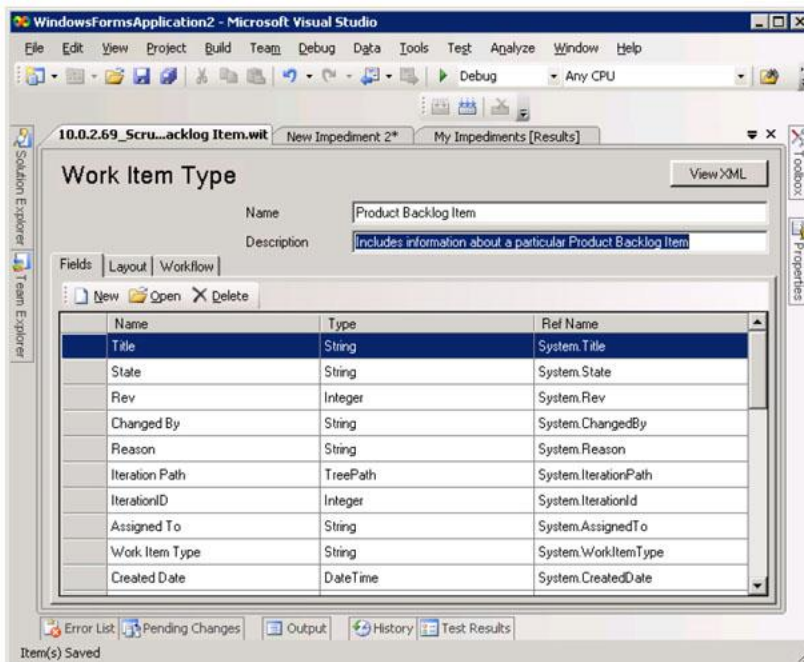 WindowsFormsApplication2 - Microsoft Visual Studio
File Edit View Project Build Team Debug Data Tools Test Analyze Window Help
Debug Any CPU
10.0.2.69_Scru...acklog Item.wit New Impediment 2* My Impediments [Results]
Solution Explorer
Team Explorer
Toolbox
Properties
Work Item Type View XML
Name Product Backlog Item
Description Includes information about a particular Product Backlog Item
Fields Layout Workflow
New Open Delete
Name Type Ref Name
Title String System.Title
State String System.State
Rev Integer System.Rev
Changed By String System.ChangedBy
Reason String System.Reason
Iteration Path TreePath System.IterationPath
IterationID Integer System.IterationId
Assigned To String System.AssignedTo
Work Item Type String System.WorkItemType
Created Date DateTime System.CreatedDate
Error List Pending Changes Output History Test Results
Item(s) Saved